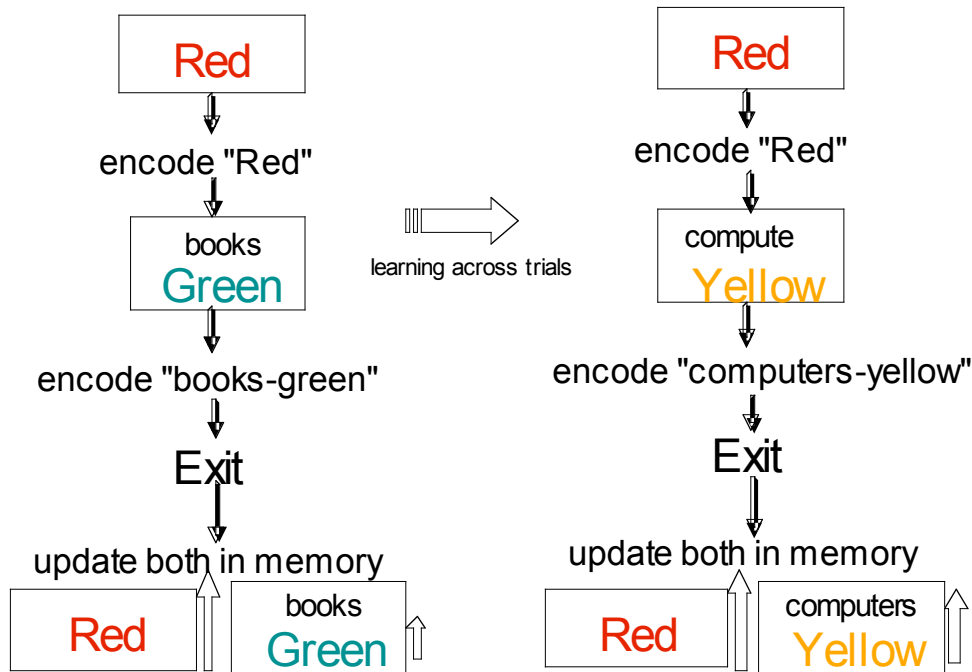 Red
encode "Red"
books
Green
encode "books-green"
Exit
update both in memory
Red
books
Green
learning across trials
Red
encode "Red"
compute
Yellow
encode "computers-yellow"
Exit
update both in memory
Red
computers
Yellow